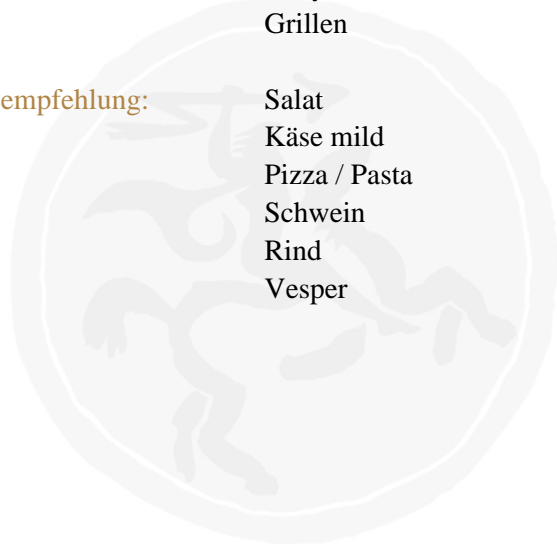 Grillen
empfehlung: Salat
Käse mild
Pizza / Pasta
Schwein
Rind
Vesper